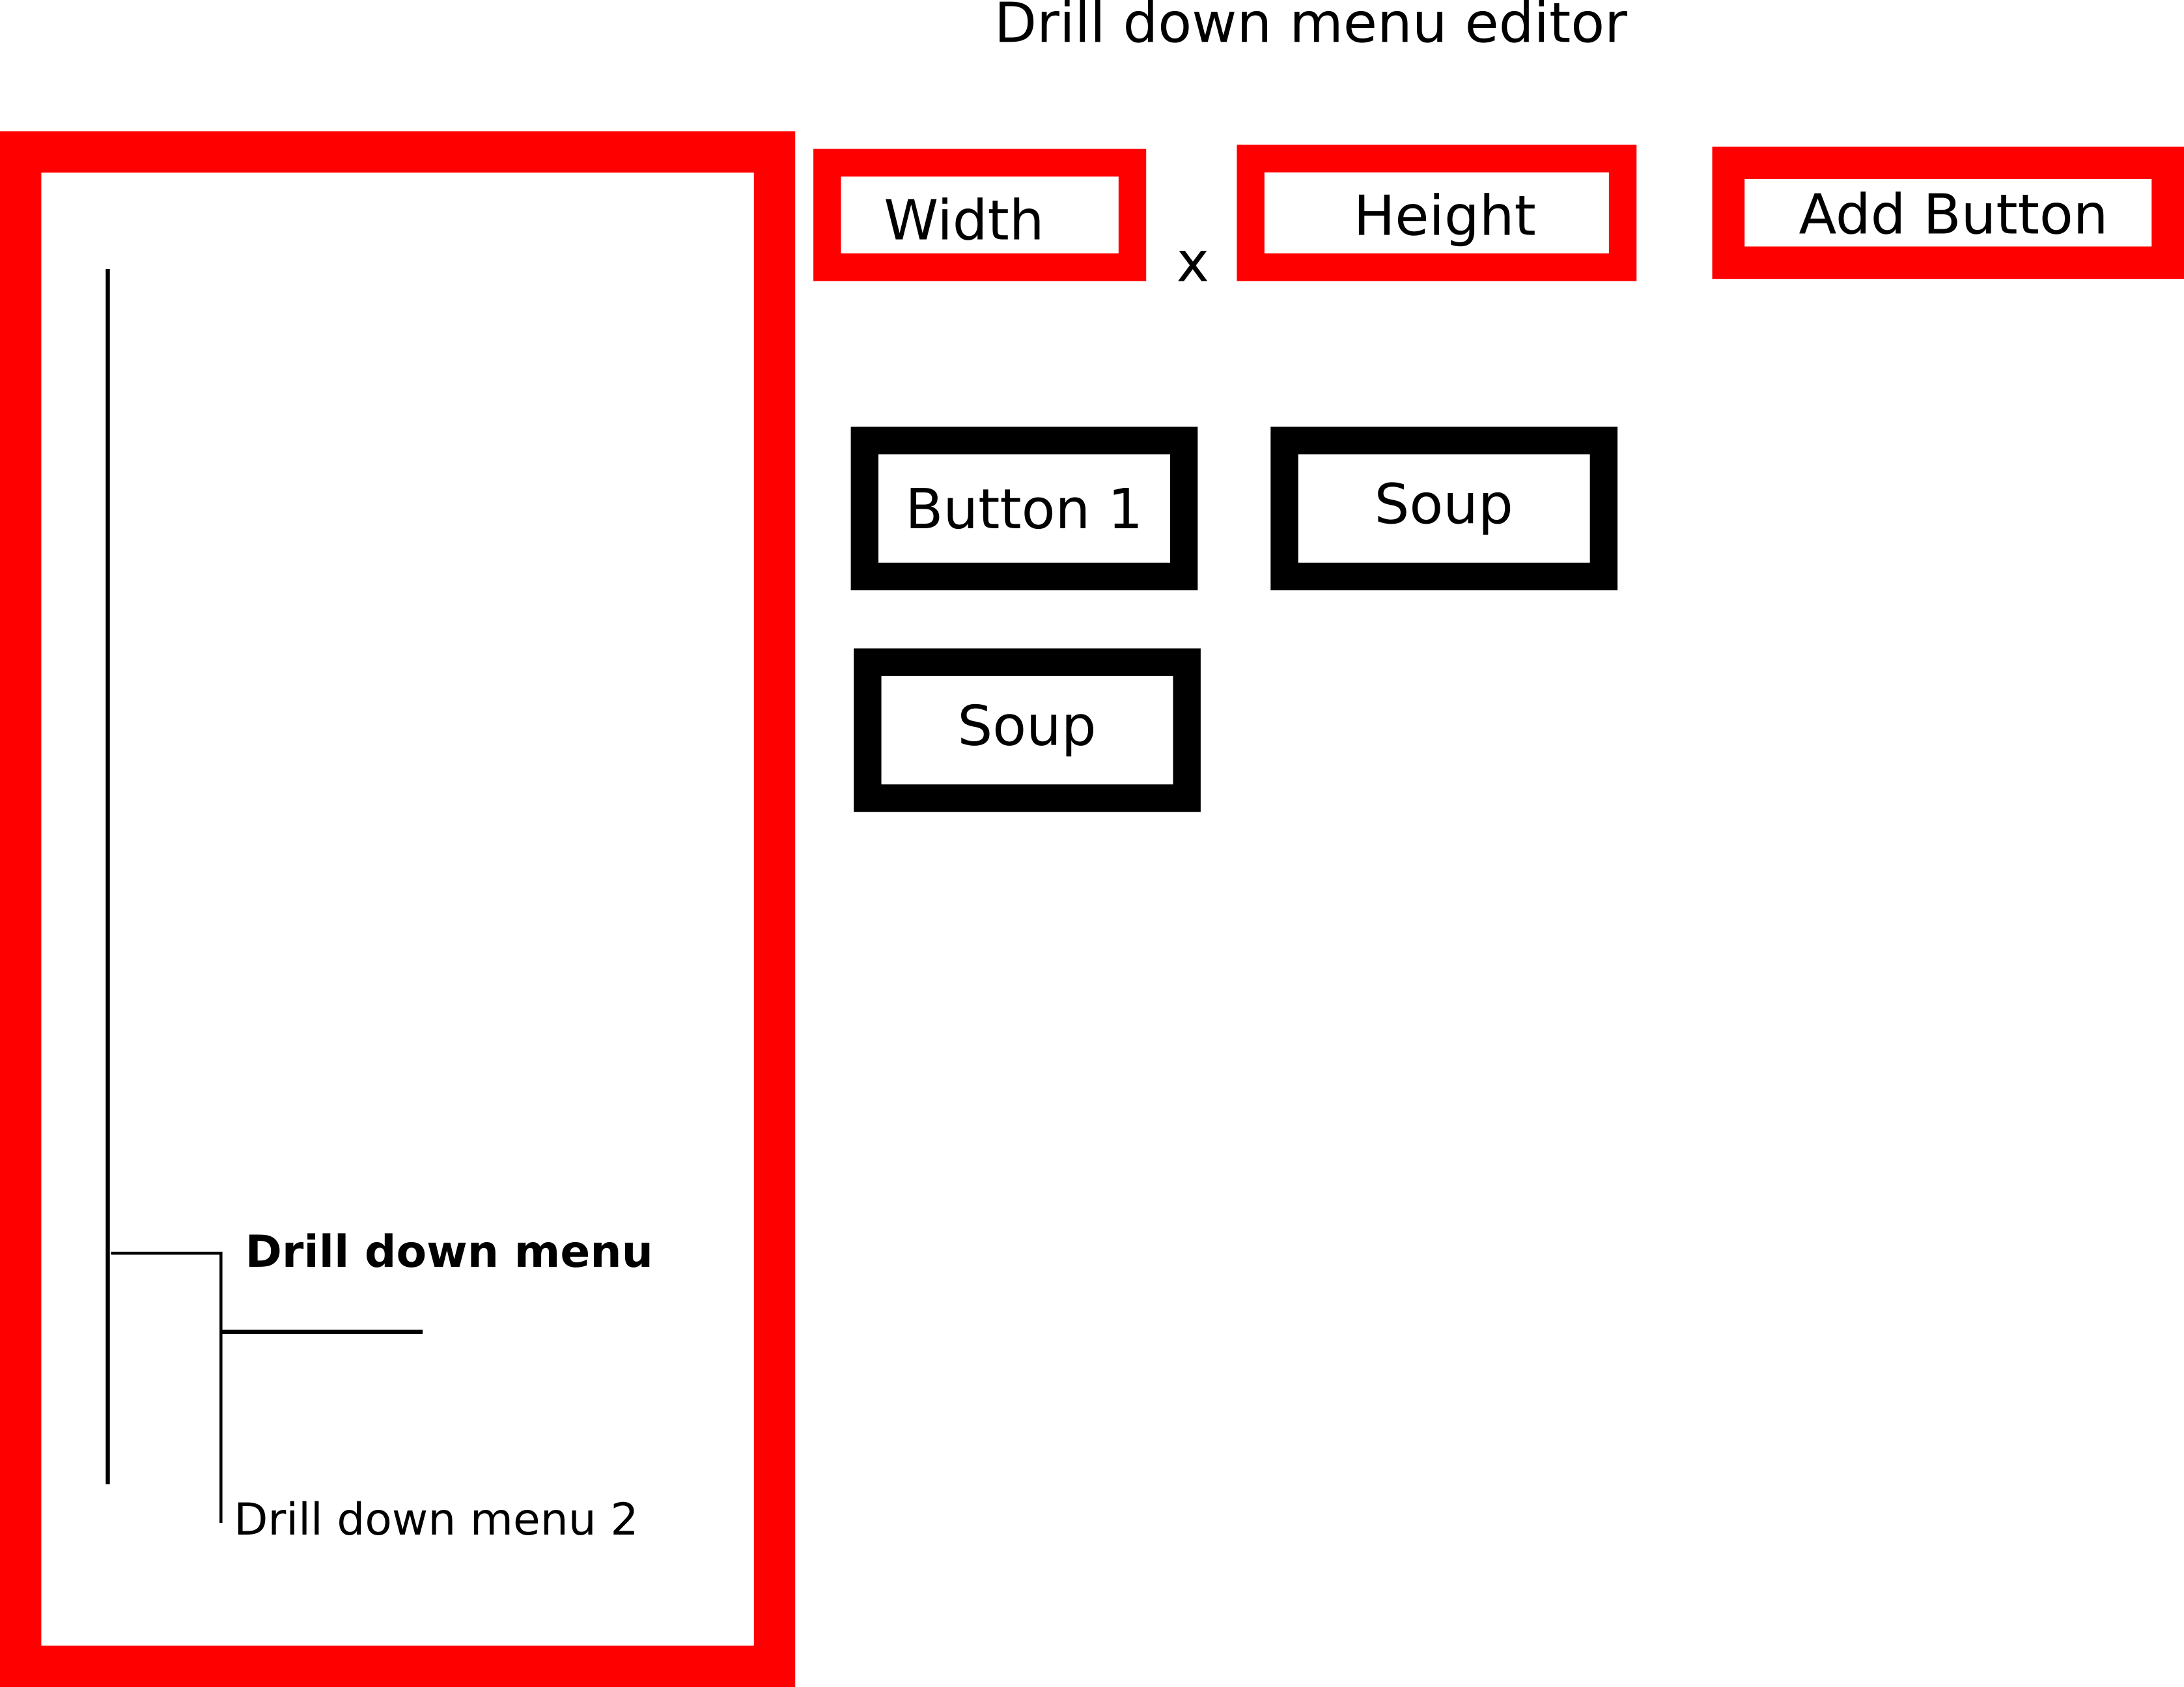 Drill down menu editor
Width
x
Height
Add Button
Button 1
Soup
Soup
Drill down menu
Drill down menu 2